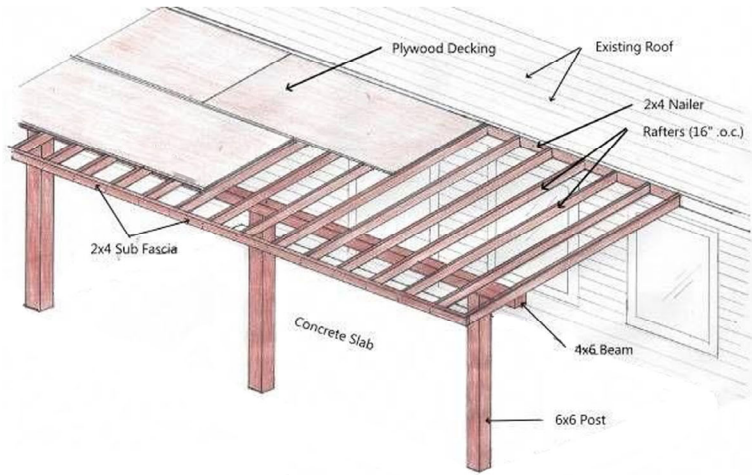 Plywood Decking
Existing Roof
2x4 Nailer
Rafters (16" .o.c.)
2x4 Sub Fascia
Concrete Slab
4x6 Beam
6x6 Post